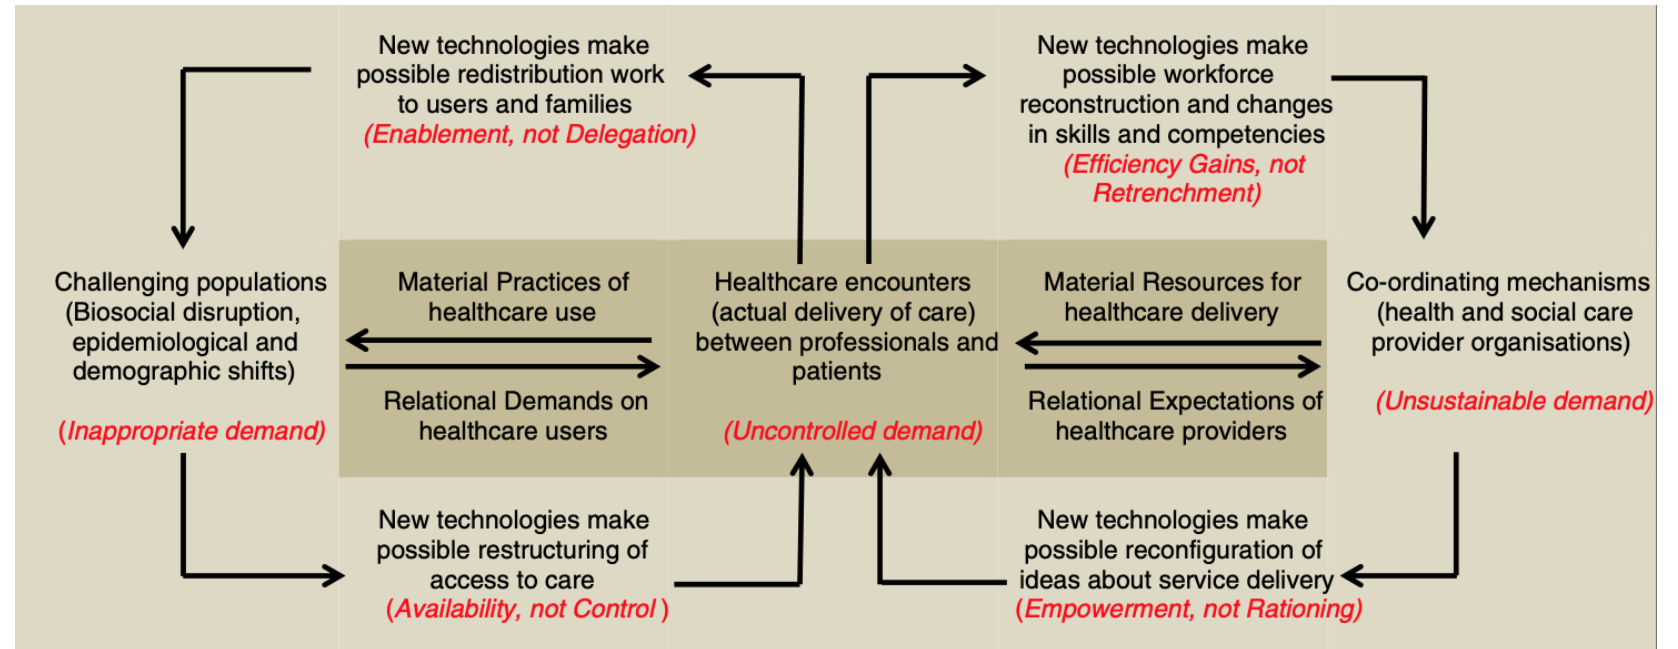 New technologies make
possible redistribution work
to users and families
(Enablement, not Delegation)
New technologies make
possible workforce
reconstruction and changes
in skills and competencies
(Efficiency Gains, not
Retrenchment)
Challenging populations
(Biosocial disruption,
epidemiological and
demographic shifts)
(Inappropriate demand)
Material Practices of
healthcare use
Relational Demands on
healthcare users
Healthcare encounters
(actual delivery of care)
between professionals and
patients
(Uncontrolled demand)
Material Resources for
healthcare delivery
Relational Expectations of
healthcare providers
Co-ordinating mechanisms
(health and social care
provider organisations)
(Unsustainable demand)
New technologies make
possible restructuring of
access to care
(Availability, not Control )
New technologies make
possible reconfiguration of
ideas about service delivery
(Empowerment, not Rationing)